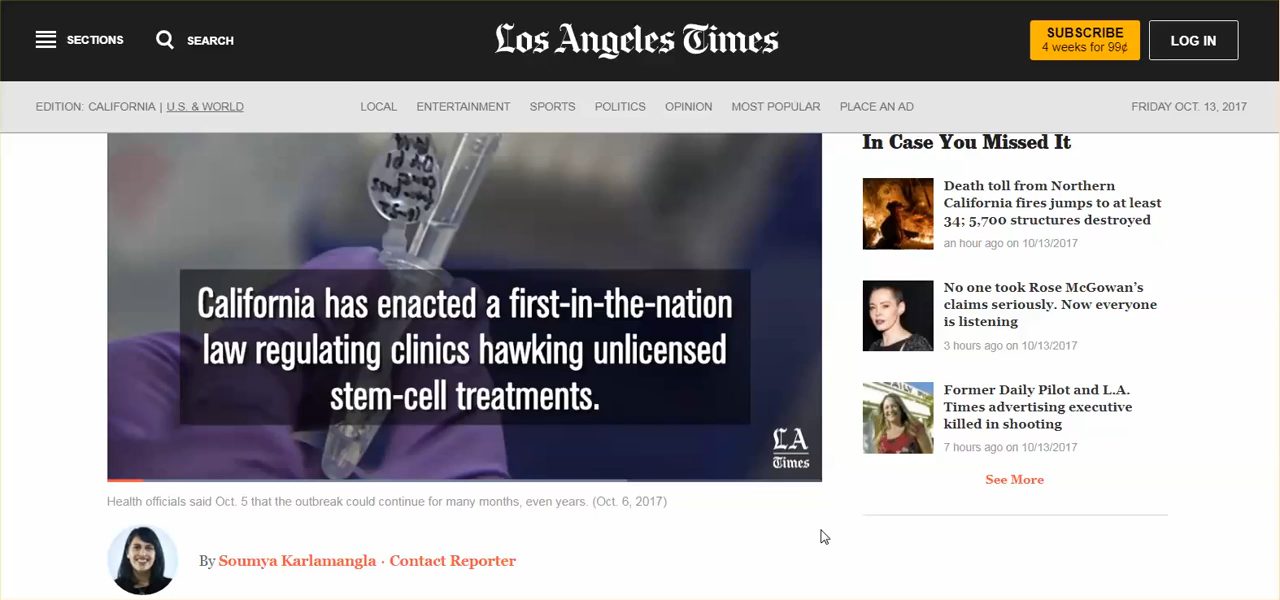 SECTIONS
SEARCH
Los Angeles Times
SUBSCRIBE
4 weeks for 99¢
LOG IN
EDITION: CALIFORNIA | U.S. & WORLD
LOCAL
ENTERTAINMENT
SPORTS
POLITICS
OPINION
MOST POPULAR
PLACE AN AD
FRIDAY OCT. 13, 2017
California has enacted a first-in-the-nation
law regulating clinics hawking unlicensed
stem-cell treatments.
LA
Times
Health officials said Oct. 5 that the outbreak could continue for many months, even years. (Oct. 6, 2017)
By Soumya Karlamangla · Contact Reporter
In Case You Missed It
Death toll from Northern
California fires jumps to at least
34; 5,700 structures destroyed
an hour ago on 10/13/2017
No one took Rose McGowan's
claims seriously. Now everyone
is listening
3 hours ago on 10/13/2017
Former Daily Pilot and L.A.
Times advertising executive
killed in shooting
7 hours ago on 10/13/2017
See More